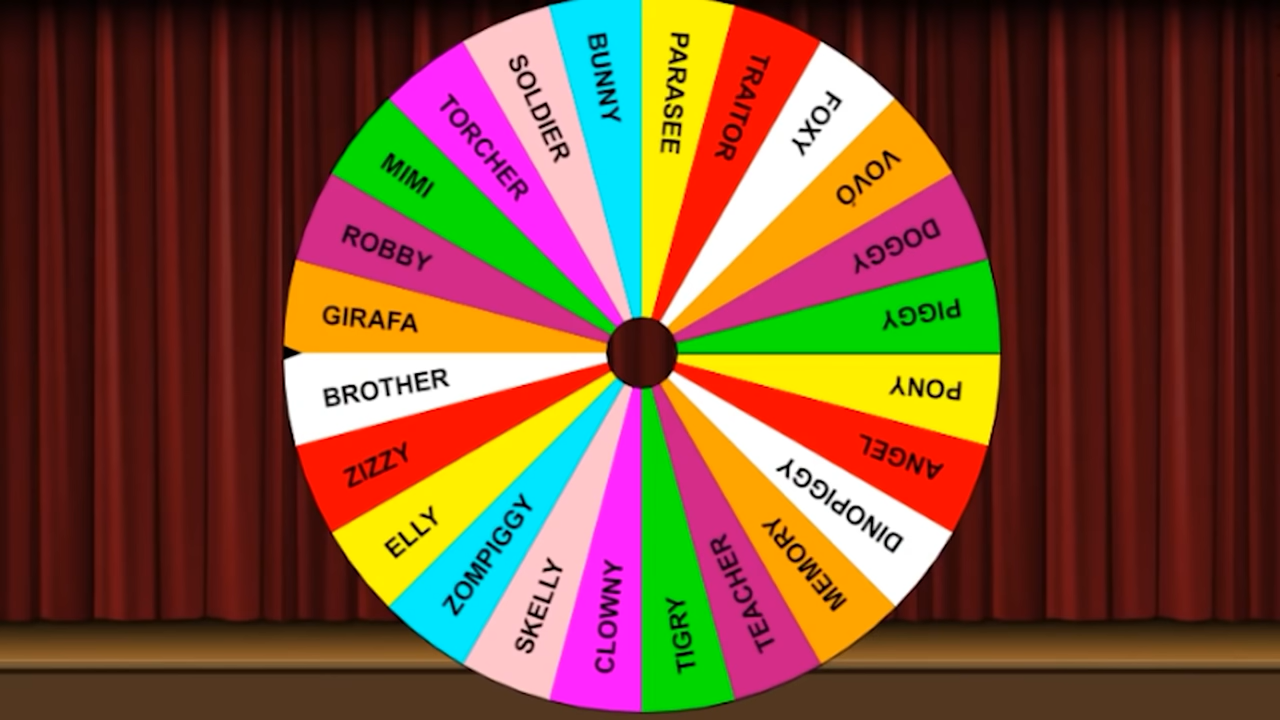 PARASEE
TRAITOR
FOXY
VOVÓ
DOGGY
PIGGY
PONY
ANGEL
DINOPIGGY
MEMORY
TEACHER
TIGRY
CLOWNY
SKELLY
ZOMPIGGY
ELLY
ZIZZY
BROTHER
GIRAFA
ROBBY
MIMI
TORCHER
SOLDIER
BUNNY